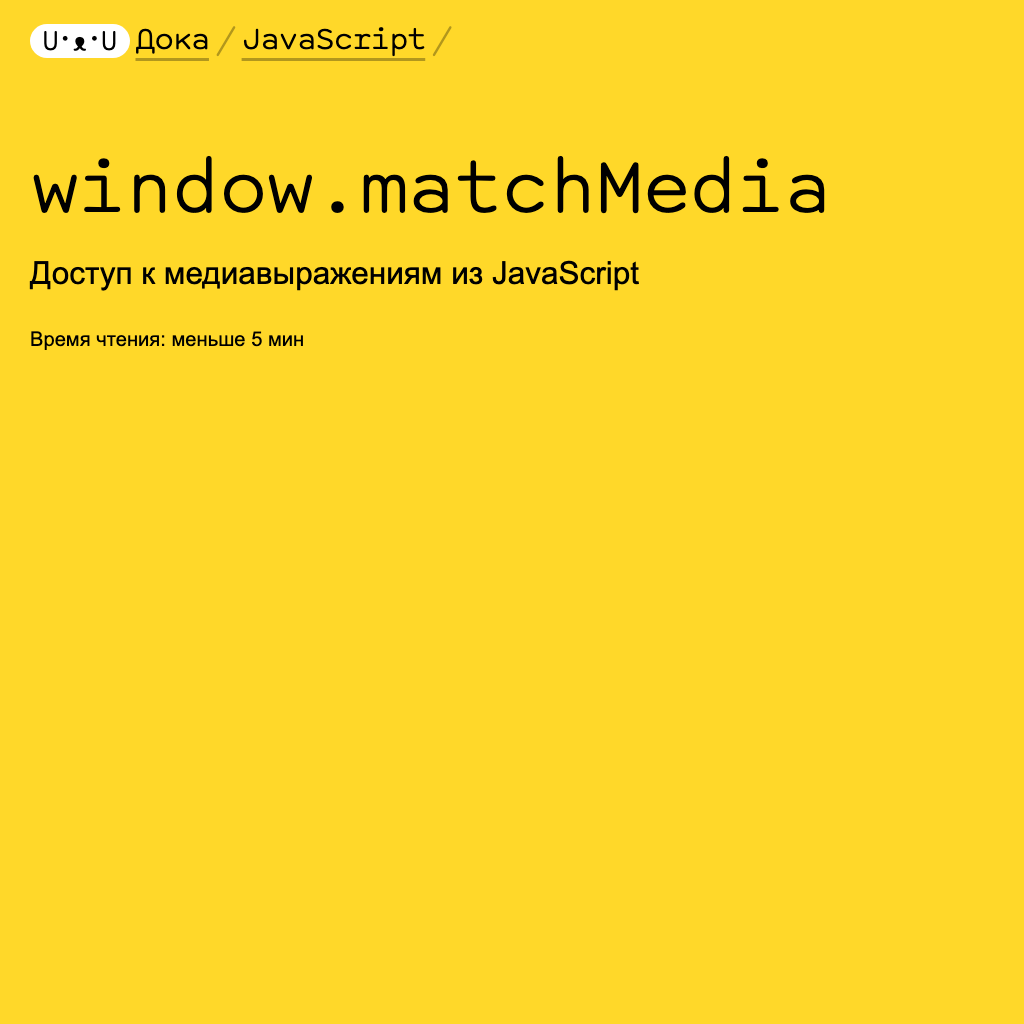 U·ᴥ·U Дока / JavaScript /
window.matchMedia
Доступ к медиавыражениям из JavaScript
Время чтения: меньше 5 мин